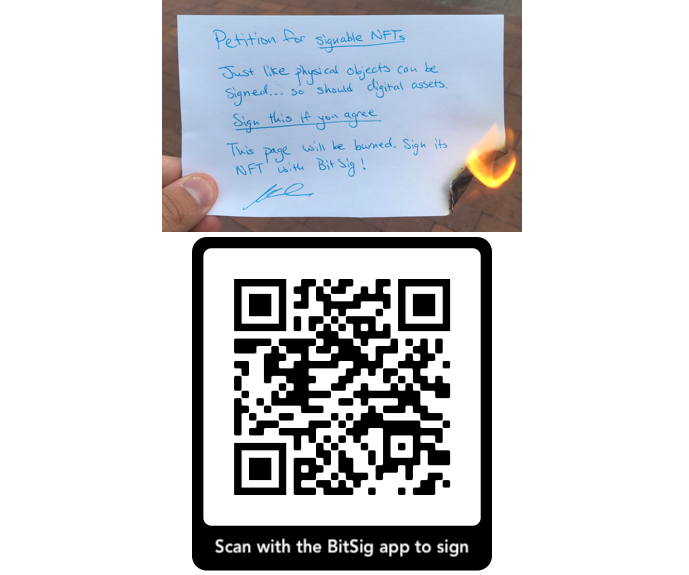 Petition for signable NFTs
Just like physical objects can be
signed... so should digital assets.
Sign this if you agree
This page will be burned. Sign its
NFT with BitSig!
Scan with the BitSig app to sign